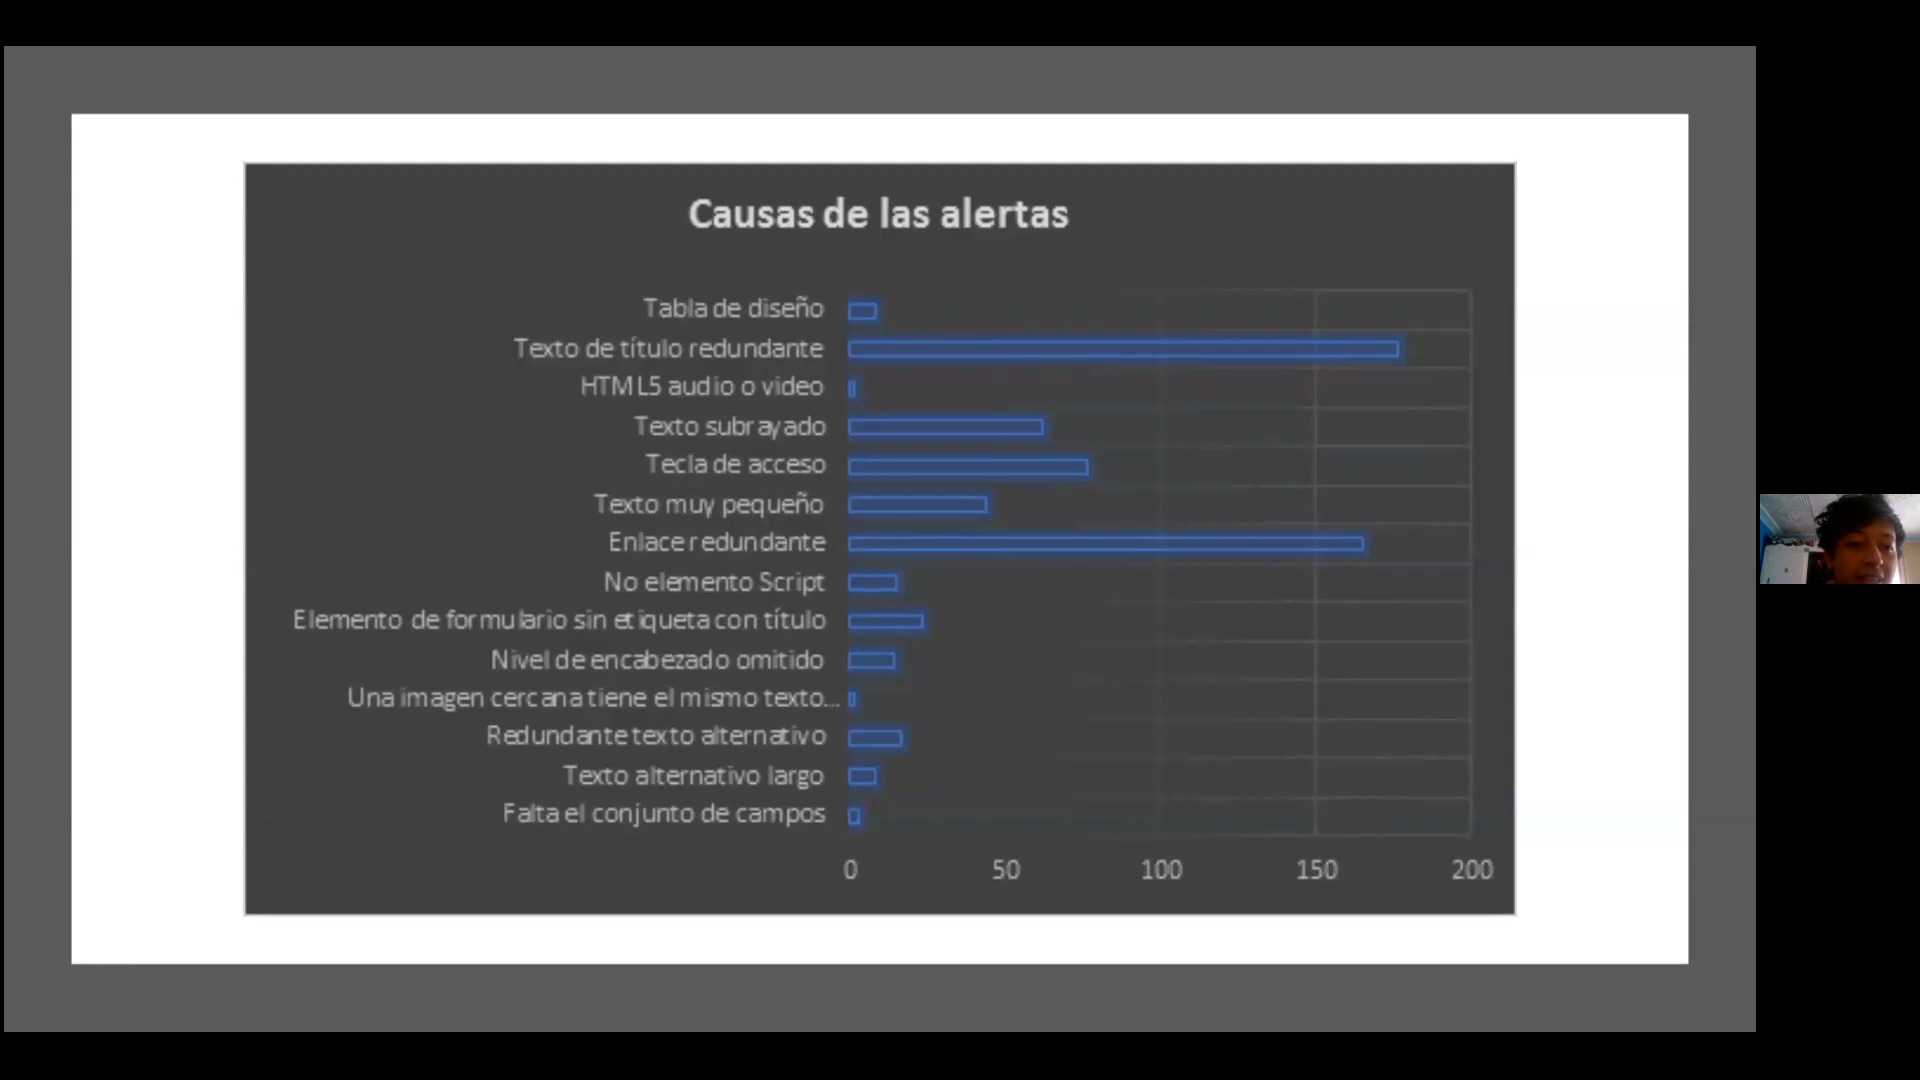 Causas de las alertas
Tabla de diseño
Texto de título redundante
HTML5 audio o video
Texto subrayado
Tecla de acceso
Texto muy pequeño
Enlace redundante
No elemento Script
Elemento de formulario sin etiqueta con título
Nivel de encabezado omitido
Una imagen cercana tiene el mismo texto...
Redundante texto alternativo
Texto alternativo largo
Falta el conjunto de campos
0 50 100 150 200